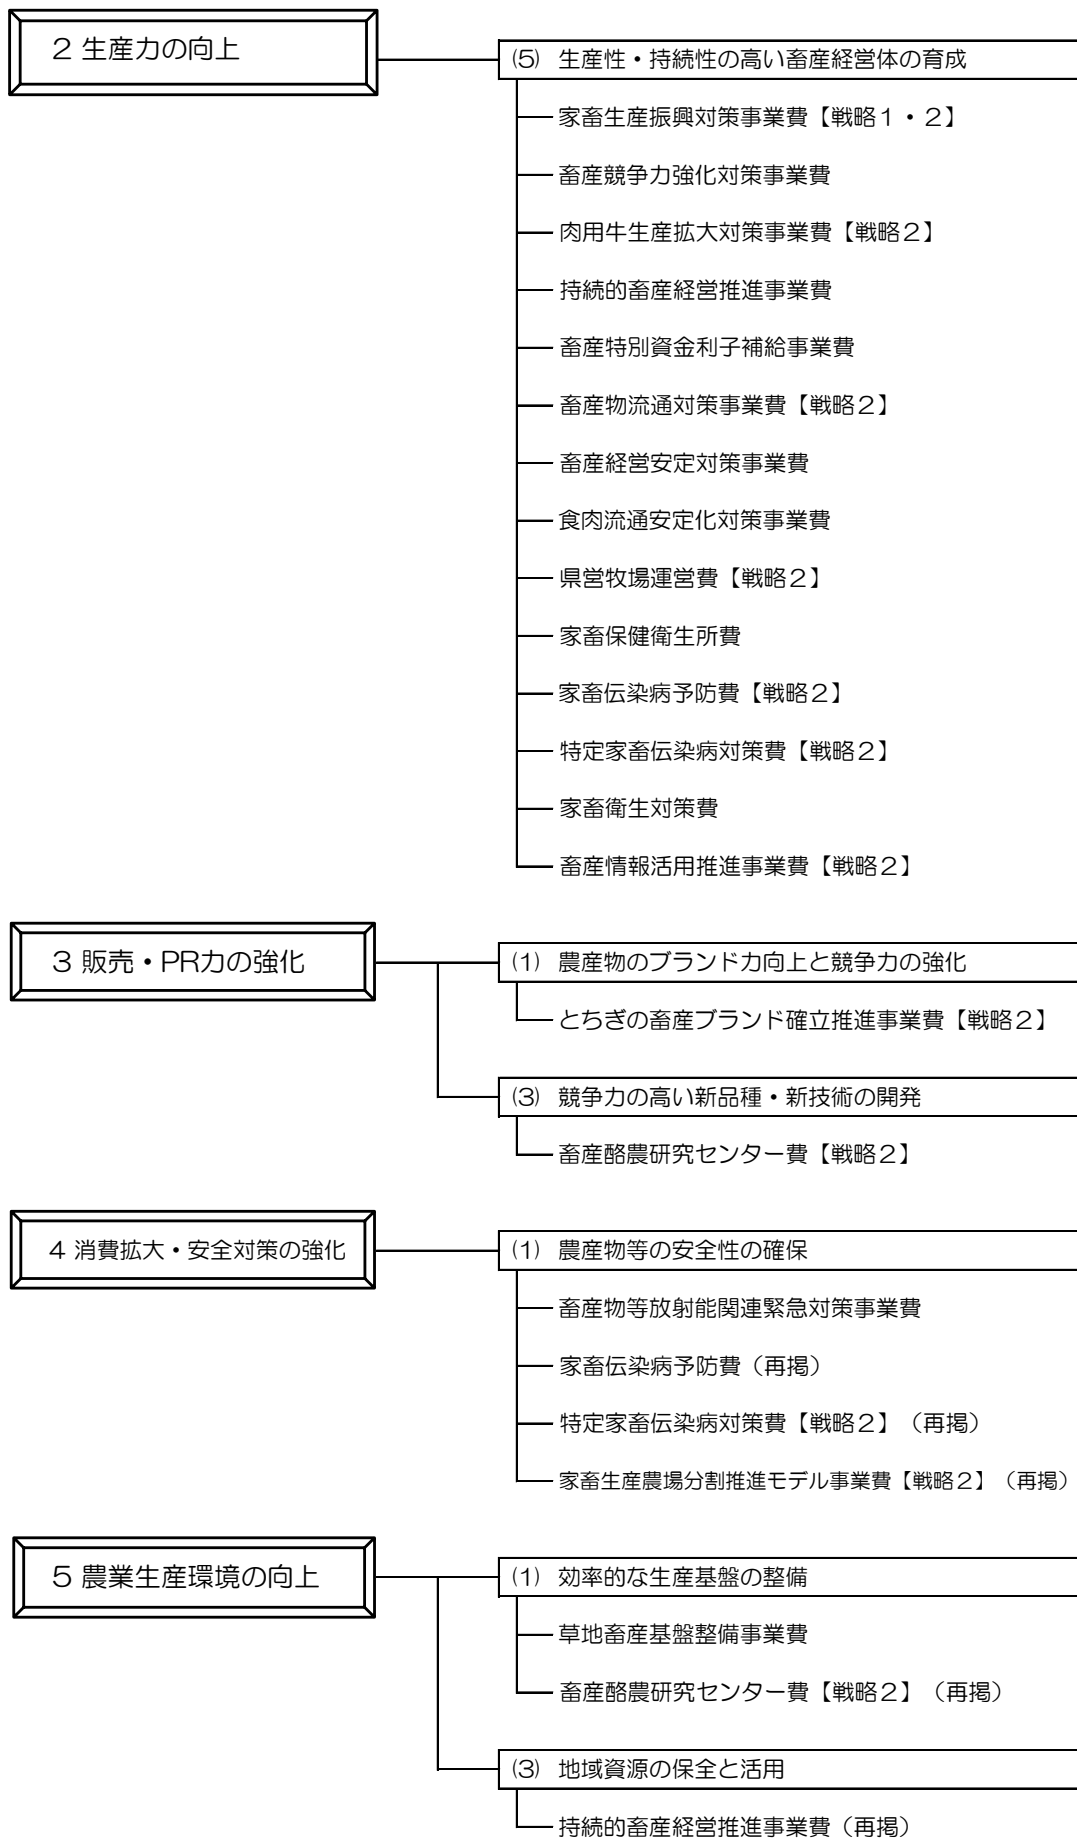 2 生産力の向上
(5) 生産性・持続性の高い畜産経営体の育成
家畜生産振興対策事業費【戦略1・2】
畜産競争力強化対策事業費
肉用牛生産拡大対策事業費【戦略2】
持続的畜産経営推進事業費
畜産特別資金利子補給事業費
畜産物流通対策事業費【戦略2】
畜産経営安定対策事業費
食肉流通安定化対策事業費
県営牧場運営費【戦略2】
家畜保健衛生所費
家畜伝染病予防費【戦略2】
特定家畜伝染病対策費【戦略2】
家畜衛生対策費
畜産情報活用推進事業費【戦略2】
3 販売・PR力の強化
(1) 農産物のブランド力向上と競争力の強化
とちぎの畜産ブランド確立推進事業費【戦略2】
(3) 競争力の高い新品種・新技術の開発
畜産酪農研究センター費【戦略2】
4 消費拡大・安全対策の強化
(1) 農産物等の安全性の確保
畜産物等放射能関連緊急対策事業費
家畜伝染病予防費（再掲）
特定家畜伝染病対策費【戦略2】（再掲）
家畜生産農場分割推進モデル事業費【戦略2】（再掲）
5 農業生産環境の向上
(1) 効率的な生産基盤の整備
草地畜産基盤整備事業費
畜産酪農研究センター費【戦略2】（再掲）
(3) 地域資源の保全と活用
持続的畜産経営推進事業費（再掲）